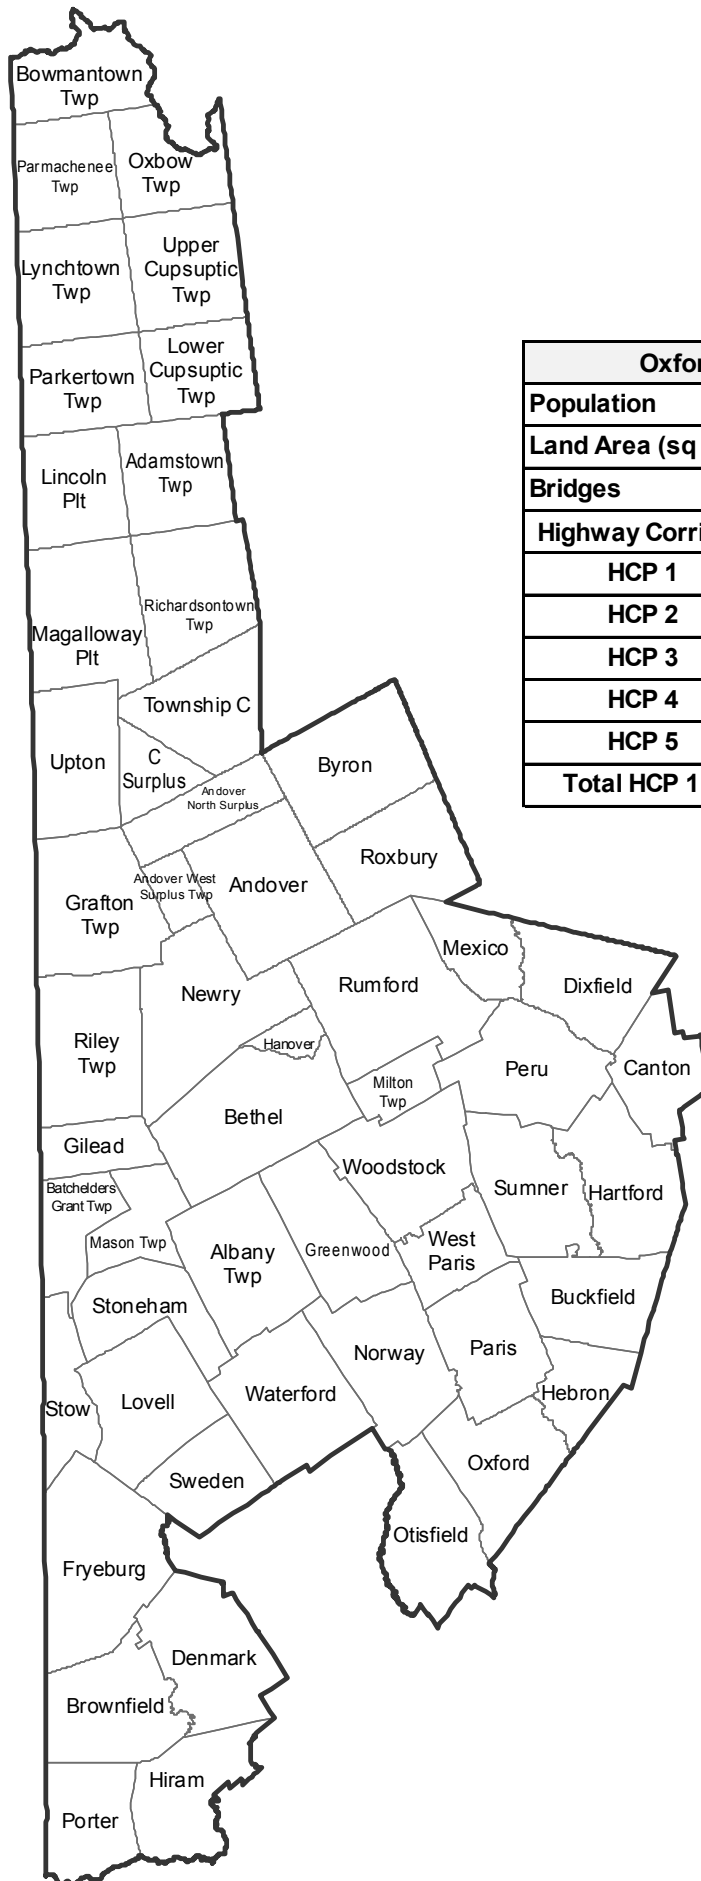 Bowmantown
Twp
Parmachenee
Twp
Oxbow
Twp
Lynchtown
Twp
Upper
Cupsuptic
Twp
Parkertown
Twp
Lower
Cupsuptic
Twp
Lincoln
Plt
Adamstown
Twp
Richardsontown
Twp
Magalloway
Plt
Township C
Upton
C
Surplus
Andover
North Surplus
Byron
Roxbury
Andover West
Surplus Twp
Andover
Grafton
Twp
Mexico
Dixfield
Rumford
Newry
Hanover
Riley
Twp
Milton
Twp
Peru
Canton
Bethel
Gilead
Woodstock
Sumner
Hartford
Batchelders
Grant Twp
Mason Twp
Albany
Twp
Greenwood
West
Paris
Buckfield
Stoneham
Norway
Paris
Hebron
Stow
Lovell
Waterford
Sweden
Oxford
Otisfield
Fryeburg
Denmark
Brownfield
Hiram
Porter
Oxfor
Population
Land Area (sq
Bridges
Highway Corri
HCP 1
HCP 2
HCP 3
HCP 4
HCP 5
Total HCP 1